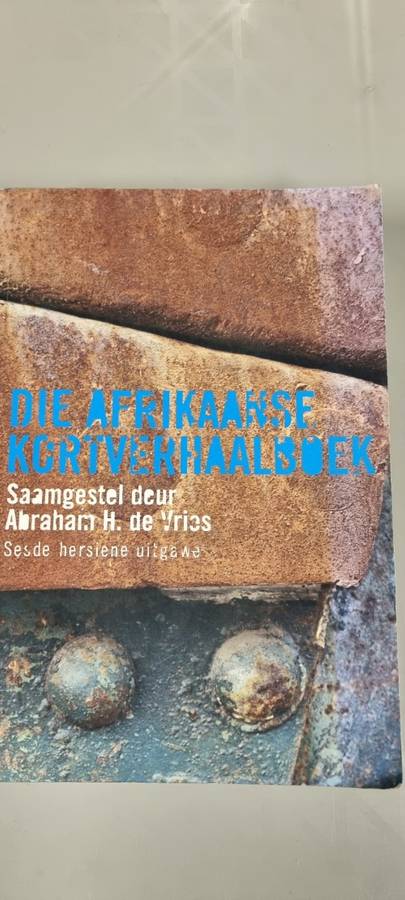 DIE AFRIKAANSE
KORTVERHAALBOEK
Saamgestel deur
Abraham H. de Vries
Sesde hersiene uitgawe